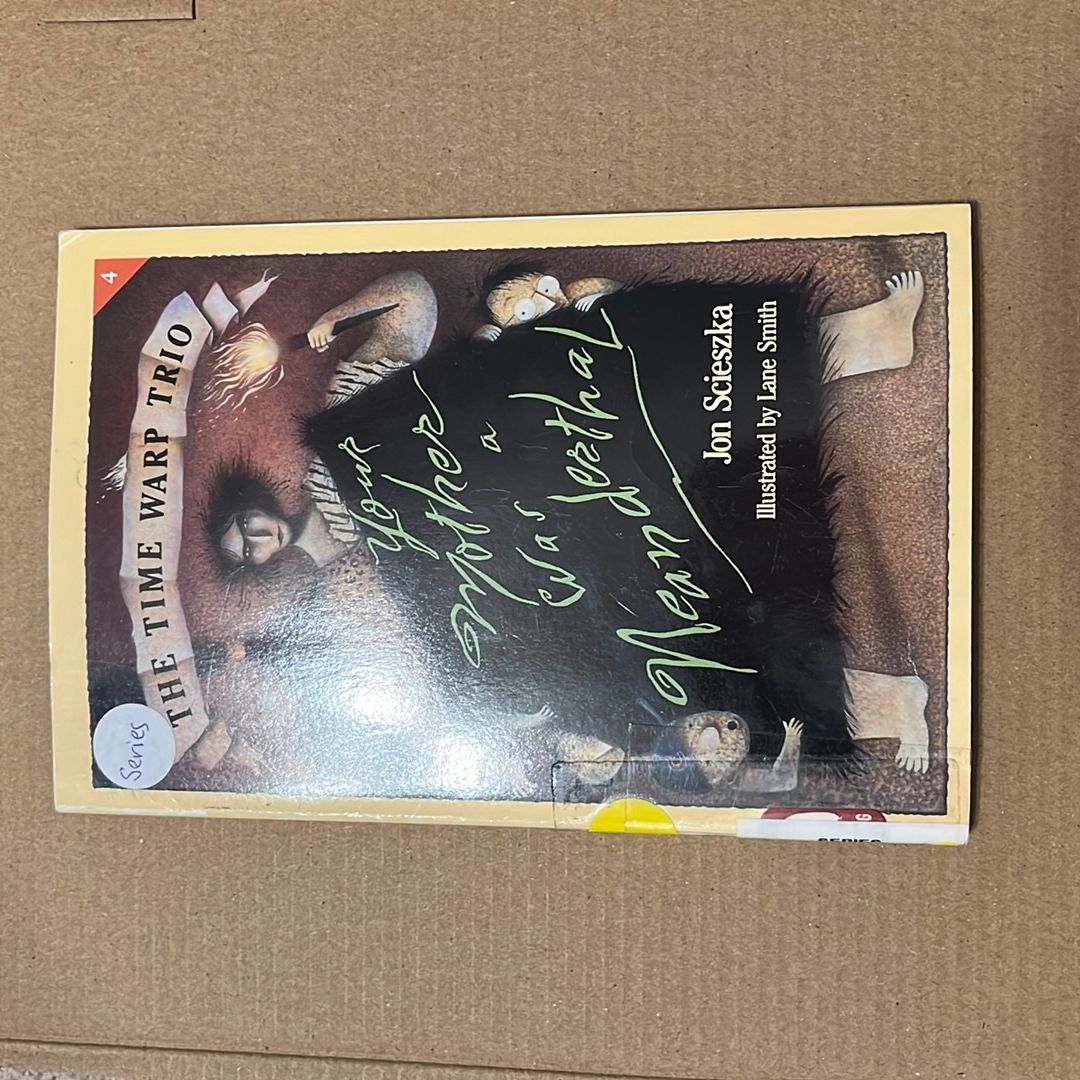 4
Series
THE TIME WARP TRIO
Your
Mother
a
Was
Neanderthal
Jon Scieszka
Illustrated by Lane Smith
G